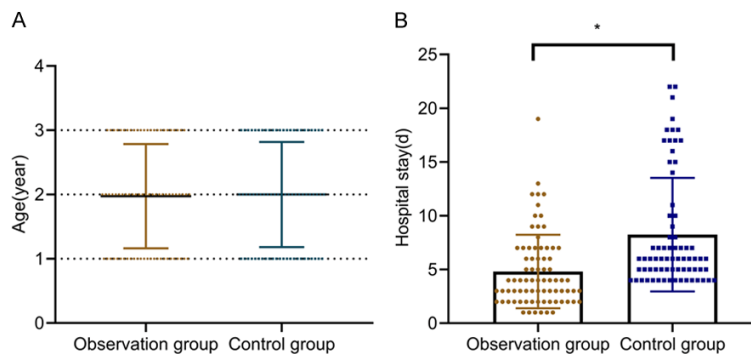 A
Age(year)
4
3
2
1
0
Observation group
Control group
B
*
Hospital stay(d)
25
20
15
10
5
0
Observation group
Control group